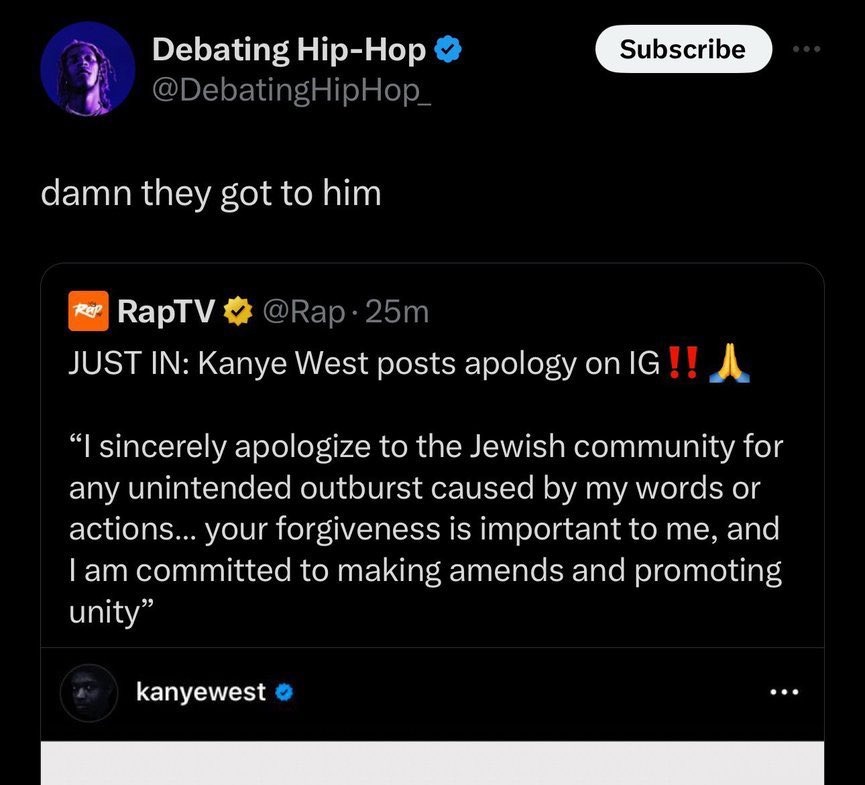 Debating Hip-Hop
Subscribe
@DebatingHipHop_
damn they got to him
Rap
RapTV @Rap · 25m
JUST IN: Kanye West posts apology on IG‼️🙏
“I sincerely apologize to the Jewish community for
any unintended outburst caused by my words or
actions... your forgiveness is important to me, and
I am committed to making amends and promoting
unity”
kanyewest